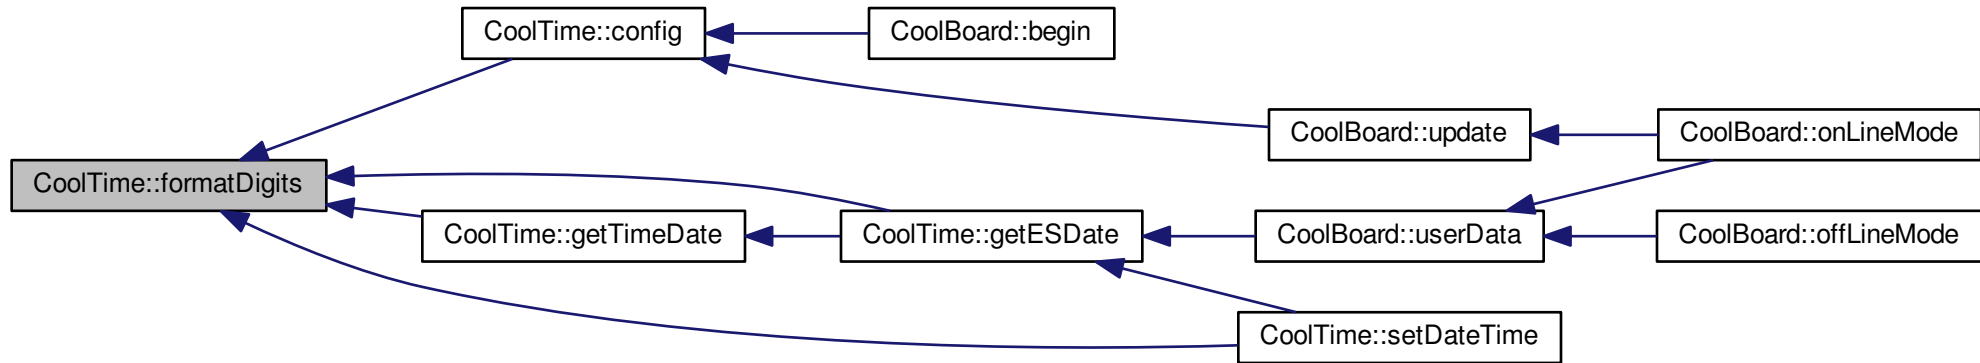 CoolTime::config
CoolBoard::begin
CoolBoard::update
CoolBoard::onLineMode
CoolTime::formatDigits
CoolTime::getTimeDate
CoolTime::getESDate
CoolBoard::userData
CoolBoard::offLineMode
CoolTime::setDateTime